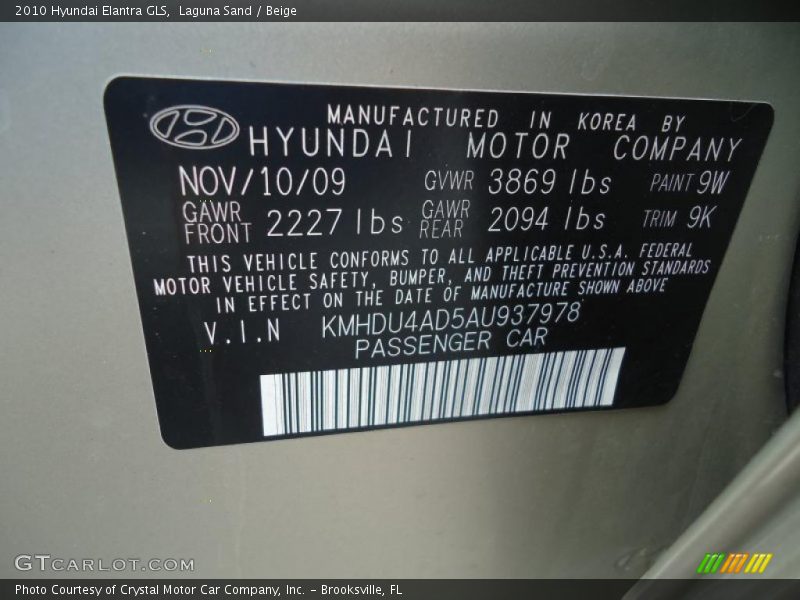 2010 Hyundai Elantra GLS,  Laguna Sand / Beige
MANUFACTURED IN KOREA BY
HYUNDAI MOTOR COMPANY
NOV/10/09 GVWR 3869 lbs PAINT 9W
GAWR FRONT 2227 lbs GAWR REAR 2094 lbs TRIM 9K
THIS VEHICLE CONFORMS TO ALL APPLICABLE U.S.A. FEDERAL
MOTOR VEHICLE SAFETY, BUMPER, AND THEFT PREVENTION STANDARDS
IN EFFECT ON THE DATE OF MANUFACTURE SHOWN ABOVE
V.I.N KMHDU4AD5AU937978
PASSENGER CAR
GTCARLOT.COM
Photo Courtesy of Crystal Motor Car Company, Inc. – Brooksville, FL